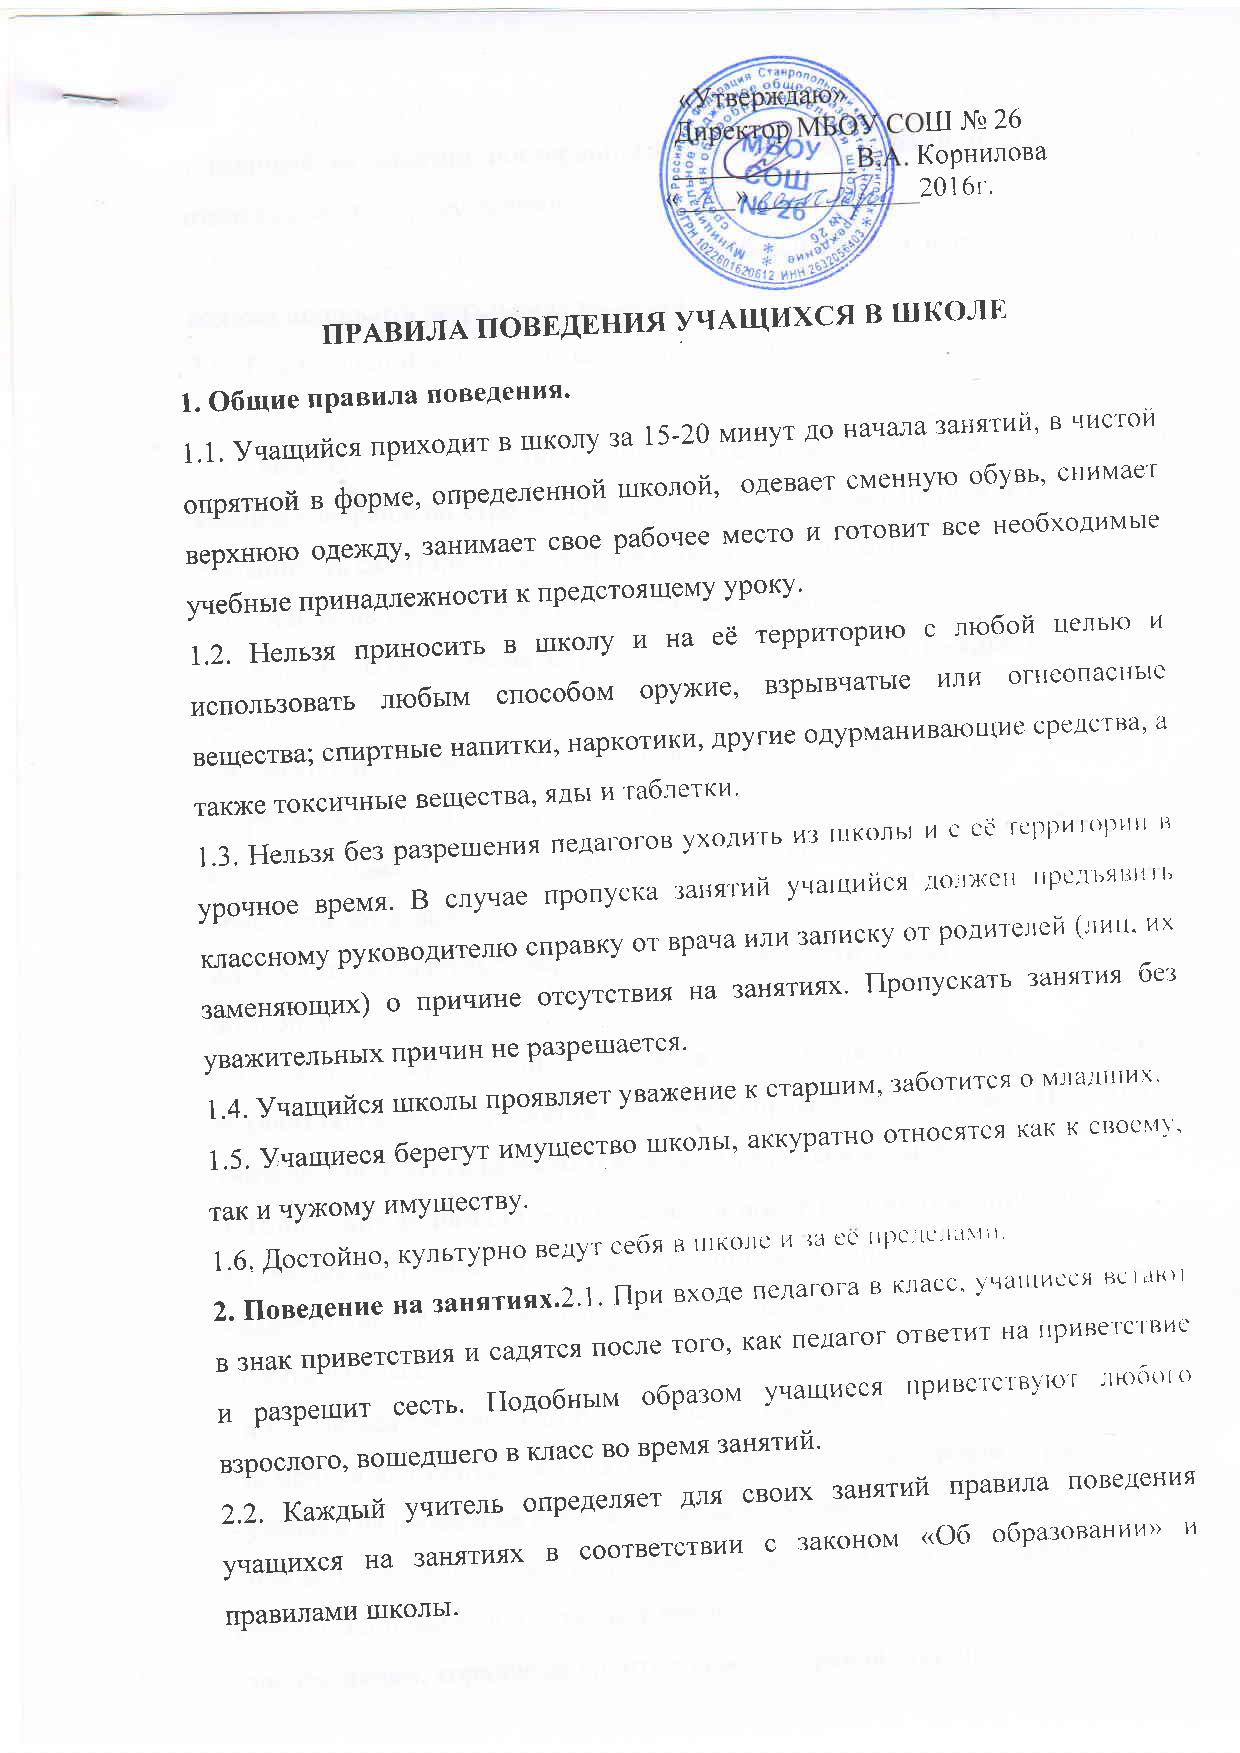 «Утверждаю»
Директор МБОУ СОШ № 26
В.А. Корнилова
« » 2016г.
МБОУ
СОШ
№ 26
ОГРН 1022601620612 ИНН 2632056403
ПРАВИЛА ПОВЕДЕНИЯ УЧАЩИХСЯ В ШКОЛЕ
1. Общие правила поведения.
1.1. Учащийся приходит в школу за 15-20 минут до начала занятий, в чистой
опрятной в форме, определенной школой, одевает сменную обувь, снимает
верхнюю одежду, занимает свое рабочее место и готовит все необходимые
учебные принадлежности к предстоящему уроку.
1.2. Нельзя приносить в школу и на её территорию с любой целью и
использовать любым способом оружие, взрывчатые или огнеопасные
вещества; спиртные напитки, наркотики, другие одурманивающие средства, а
также токсичные вещества, яды и таблетки.
1.3. Нельзя без разрешения педагогов уходить из школы и с её территории в
урочное время. В случае пропуска занятий учащийся должен предъявить
классному руководителю справку от врача или записку от родителей (лиц, их
заменяющих) о причине отсутствия на занятиях. Пропускать занятия без
уважительных причин не разрешается.
1.4. Учащийся школы проявляет уважение к старшим, заботится о младших.
1.5. Учащиеся берегут имущество школы, аккуратно относятся как к своему,
так и чужому имуществу.
1.6. Достойно, культурно ведут себя в школе и за её пределами.
2. Поведение на занятиях.2.1. При входе педагога в класс, учащиеся встают
в знак приветствия и садятся после того, как педагог ответит на приветствие
и разрешит сесть. Подобным образом учащиеся приветствуют любого
взрослого, вошедшего в класс во время занятий.
2.2. Каждый учитель определяет для своих занятий правила поведения
учащихся на занятиях в соответствии с законом «Об образовании» и
правилами школы.